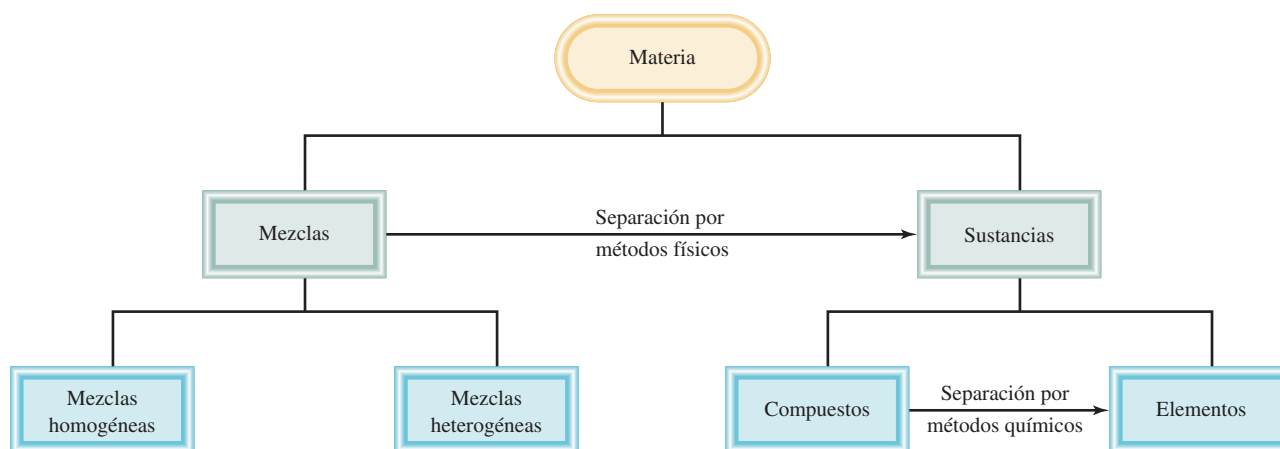 Materia
Mezclas
Separación por
métodos físicos
Sustancias
Mezclas
homogéneas
Mezclas
heterogéneas
Compuestos
Separación por
métodos químicos
Elementos